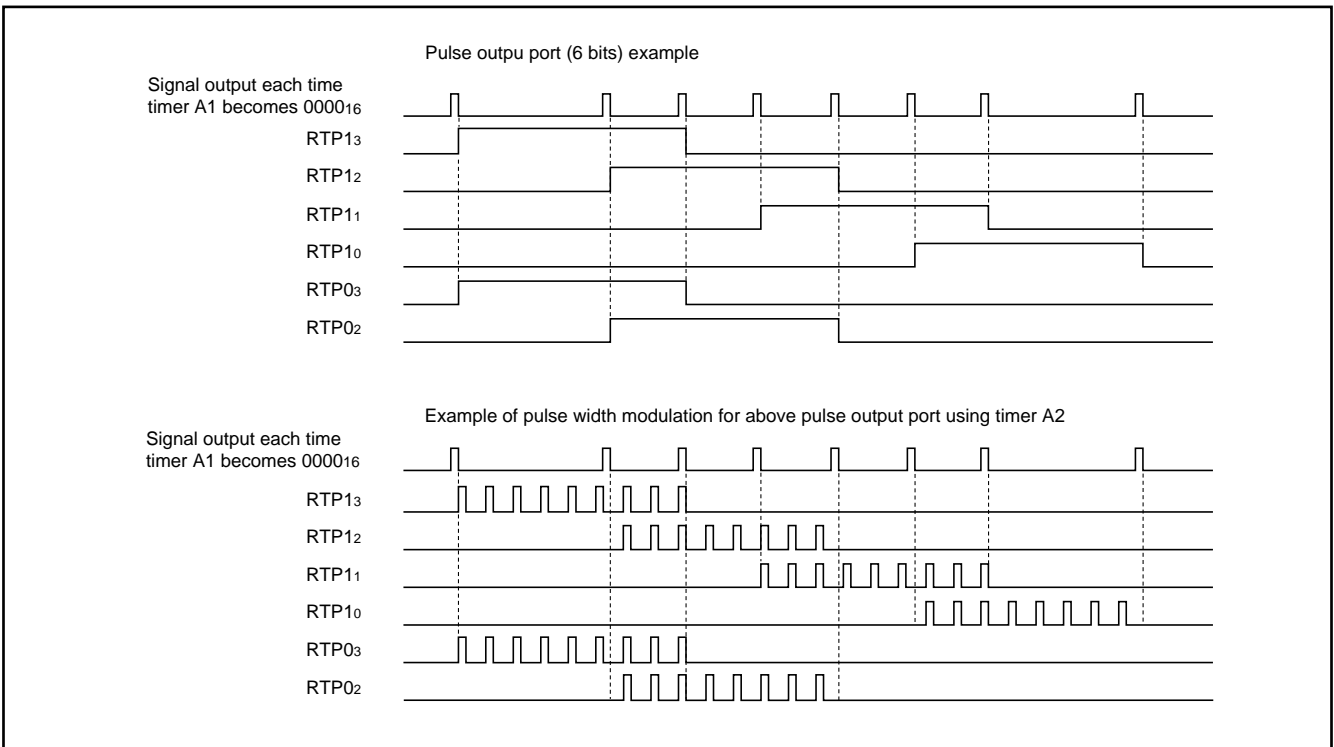 Pulse outpu port (6 bits) example
Signal output each time
timer A1 becomes 000016
RTP13
RTP12
RTP11
RTP10
RTP03
RTP02
Example of pulse width modulation for above pulse output port using timer A2
Signal output each time
timer A1 becomes 000016
RTP13
RTP12
RTP11
RTP10
RTP03
RTP02